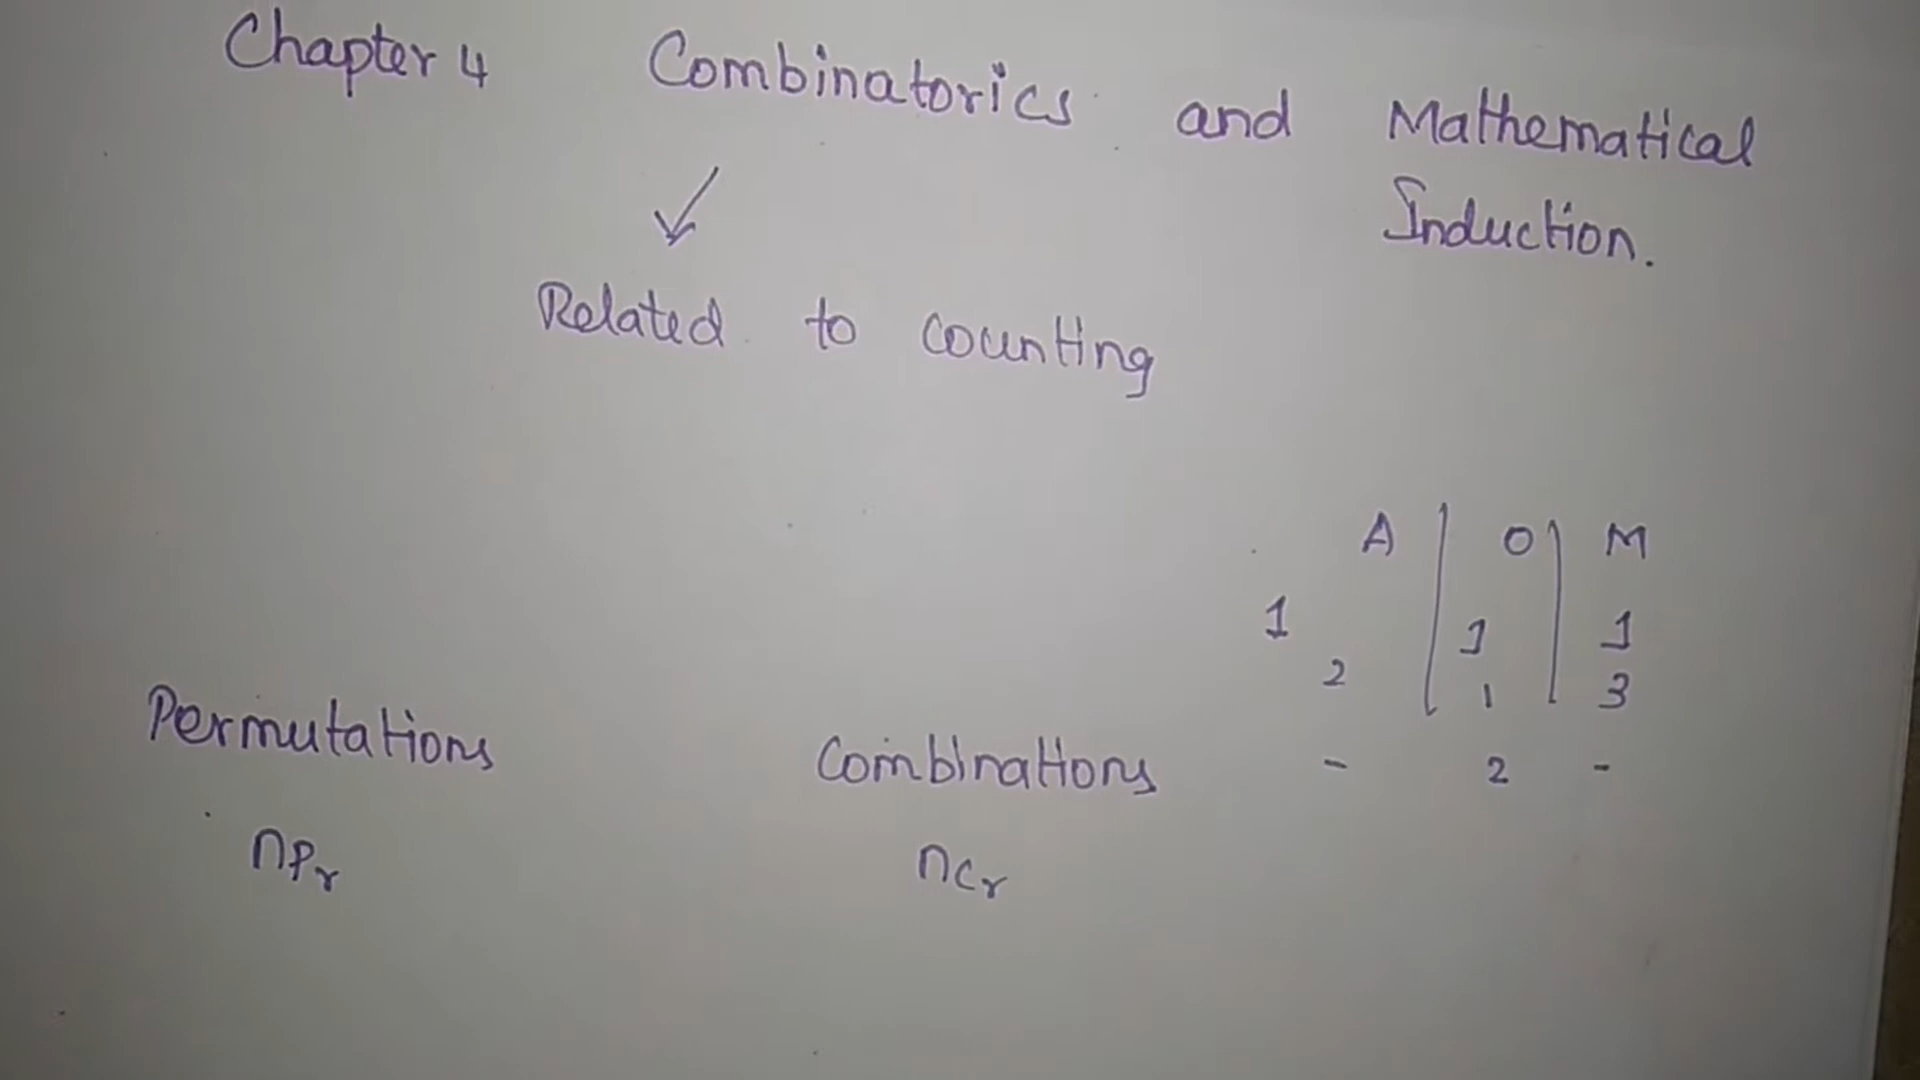 Chapter 4 Combinatorics and Mathematical
Induction.
Related to counting
A | O | M
1 1 1
2 1 3
- 2 -
Permutations Combinations
nPr nCr